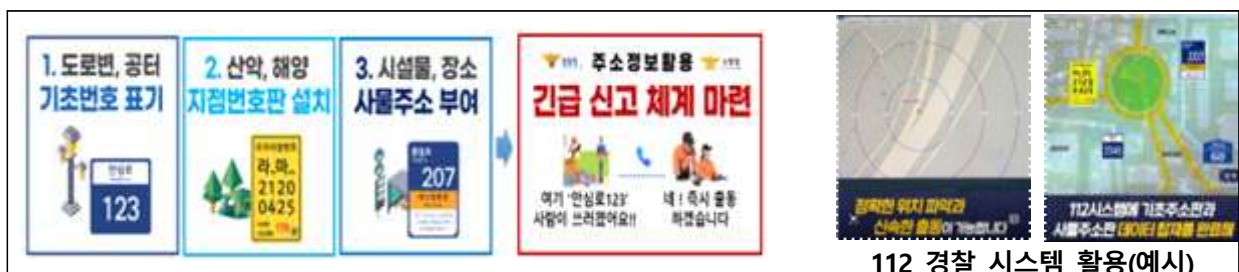 1. 도로변, 공터
기초번호 표기
안심로
123
2. 산악, 해양
지점번호판 설치
라.마..
2120
0425
3. 시설물, 장소
사물주소 부여
207
주소정보활용
긴급 신고 체계 마련
여기 '안심로123'
사람이 쓰러졌어요!!
네! 즉시 출동
하겠습니다
정확한 위치 파악과
신속한 출동이 가능합니다
112시스템에 기초주소판과
사물주소판 데이터 탑재를 완료해
112 경찰 시스템 활용(예시)